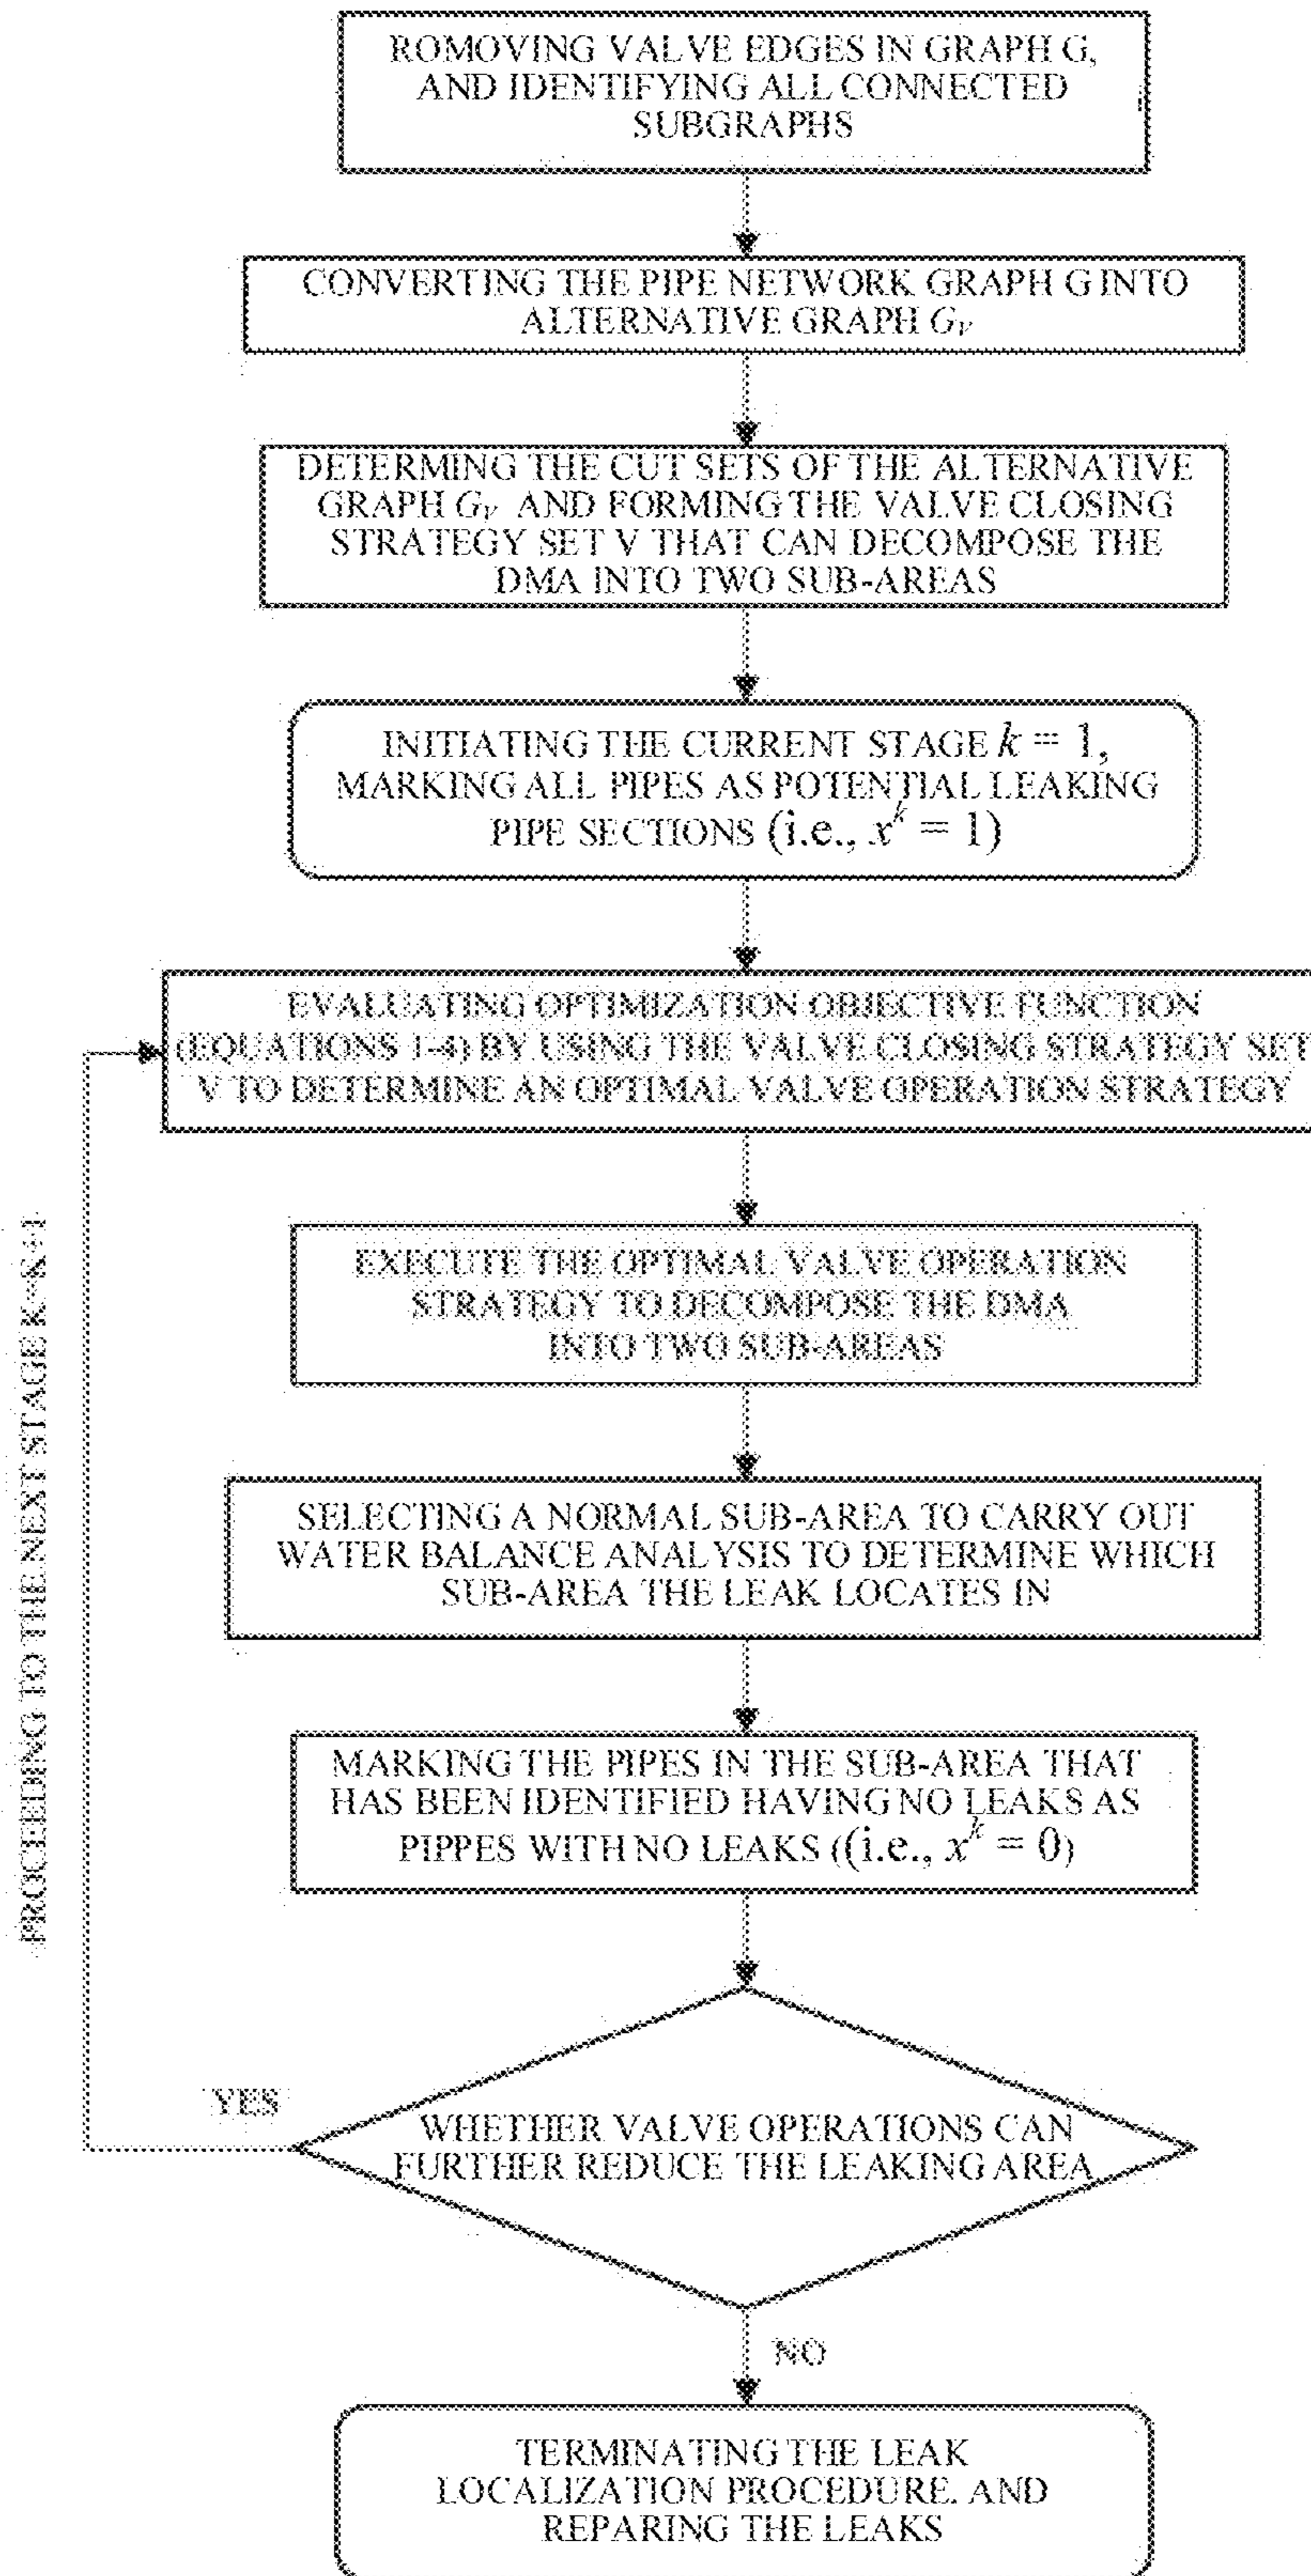 ROMOVING VALVE EDGES IN GRAPH G,
AND IDENTIFYING ALL CONNECTED
SUBGRAPHS
CONVERTING THE PIPE NETWORK GRAPH G INTO
ALTERNATIVE GRAPH GV
DETERMING THE CUT SETS OF THE ALTERNATIVE
GRAPH GV AND FORMING THE VALVE CLOSING
STRATEGY SET V THAT CAN DECOMPOSE THE
DMA INTO TWO SUB-AREAS
INITIATING THE CURRENT STAGE k = 1,
MARKING ALL PIPES AS POTENTIAL LEAKING
PIPE SECTIONS (i.e., x^k = 1)
EVALUATING OPTIMIZATION OBJECTIVE FUNCTION
(EQUATIONS 1-4) BY USING THE VALVE CLOSING STRATEGY SET
V TO DETERMINE AN OPTIMAL VALVE OPERATION STRATEGY
EXECUTE THE OPTIMAL VALVE OPERATION
STRATEGY TO DECOMPOSE THE DMA
INTO TWO SUB-AREAS
PROCEEDING TO THE NEXT STAGE K=K+1
SELECTING A NORMAL SUB-AREA TO CARRY OUT
WATER BALANCE ANALYSIS TO DETERMINE WHICH
SUB-AREA THE LEAK LOCATES IN
MARKING THE PIPES IN THE SUB-AREA THAT
HAS BEEN IDENTIFIED HAVING NO LEAKS AS
PIPPES WITH NO LEAKS ((i.e., x^k = 0)
YES
WHETHER VALVE OPERATIONS CAN
FURTHER REDUCE THE LEAKING AREA
NO
TERMINATING THE LEAK
LOCALIZATION PROCEDURE. AND
REPARING THE LEAKS